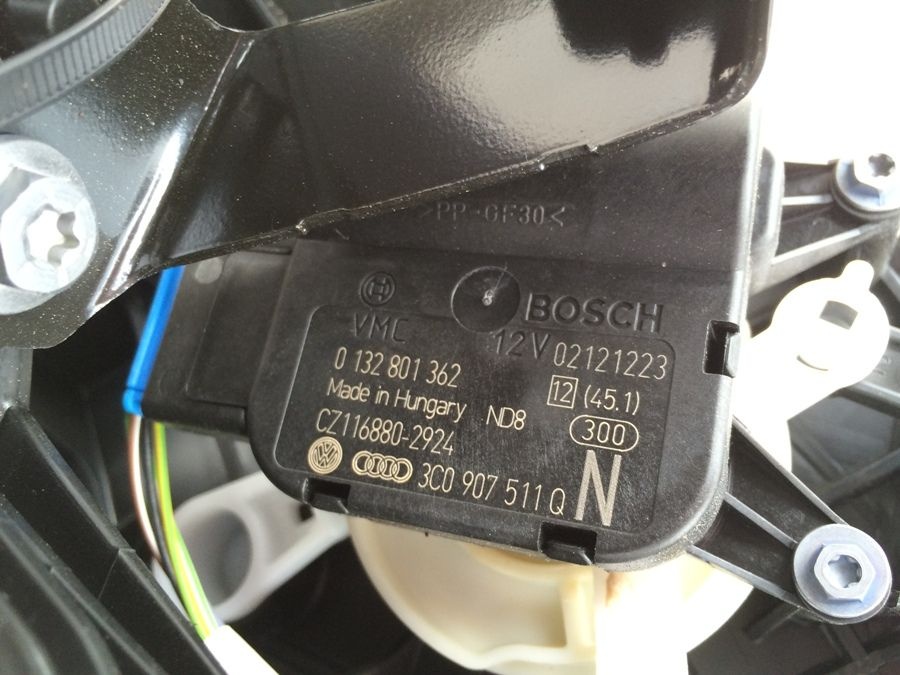 >PP-GF30<
BOSCH
VMC 12V 02121223
0 132 801 362 12 (45.1)
Made in Hungary ND8 300
CZ116880-2924
3C0 907 511 Q N